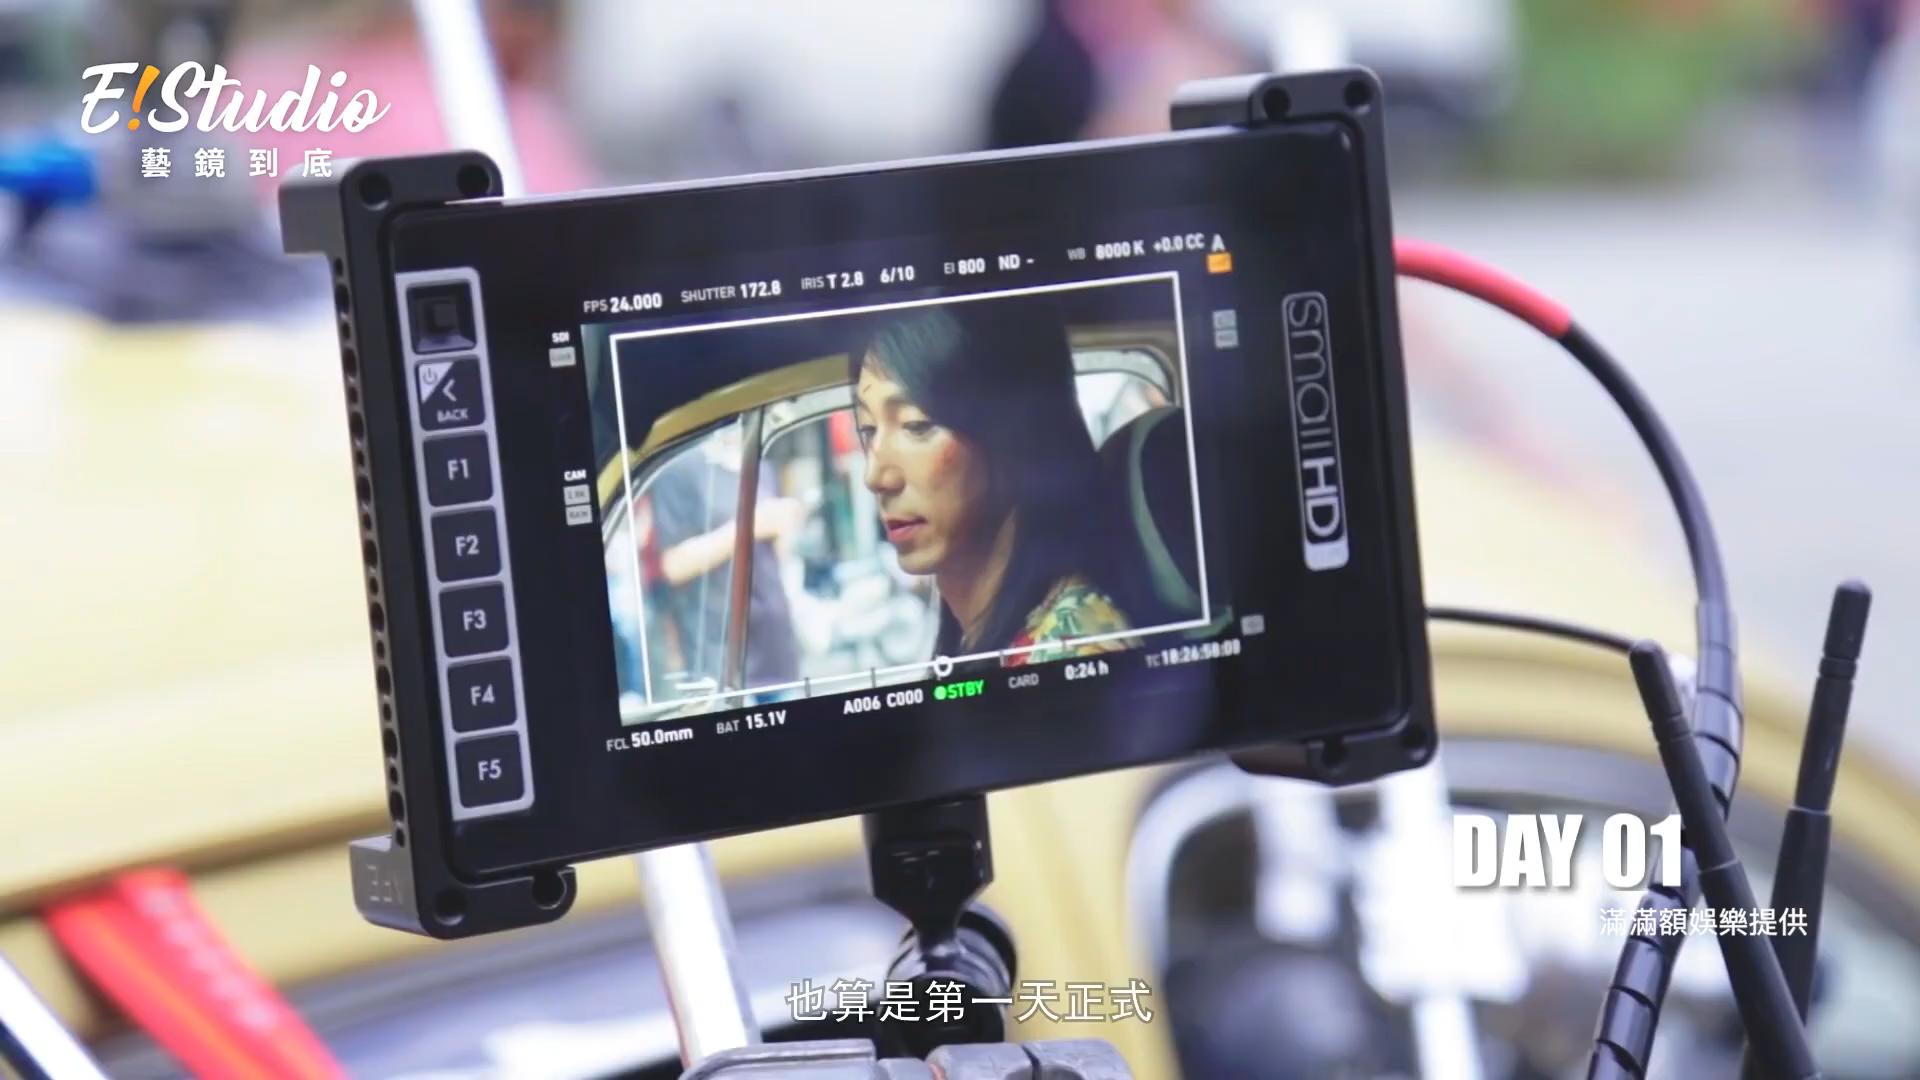 E!Studio
藝鏡到底
FPS 24.000 SHUTTER 172.8 IRIS T 2.8 6/10 EI 800 ND - WB 8000 K +0.0 CC A
SDI
BACK
CAM
F1
F2
F3
F4
F5
smallHD
FCL 50.0mm BAT 15.1V A006 C000 STBY CARD 0:24 h TC 18:26:58:08
DAY 01
滿滿額娛樂提供
也算是第一天正式